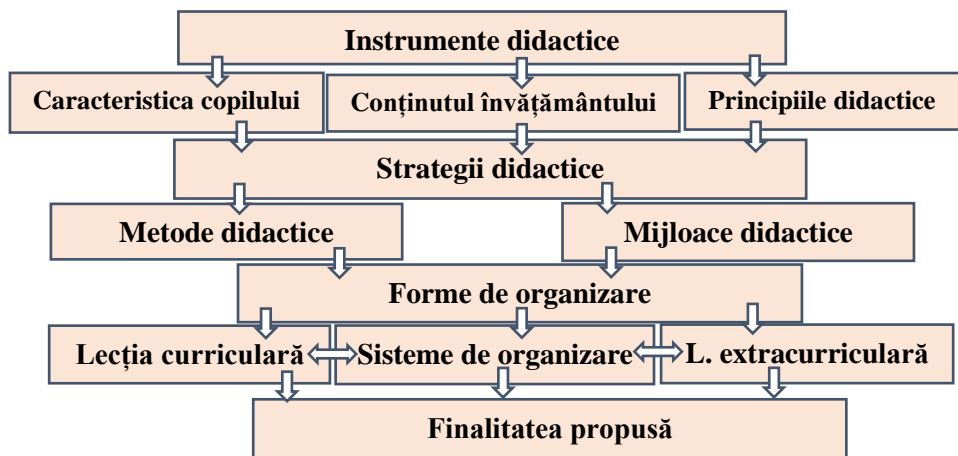 Instrumente didactice
Caracteristica copilului
Conținutul învățământului
Principiile didactice
Strategii didactice
Metode didactice
Mijloace didactice
Forme de organizare
Lecția curriculară
Sisteme de organizare
L. extracurriculară
Finalitatea propusă